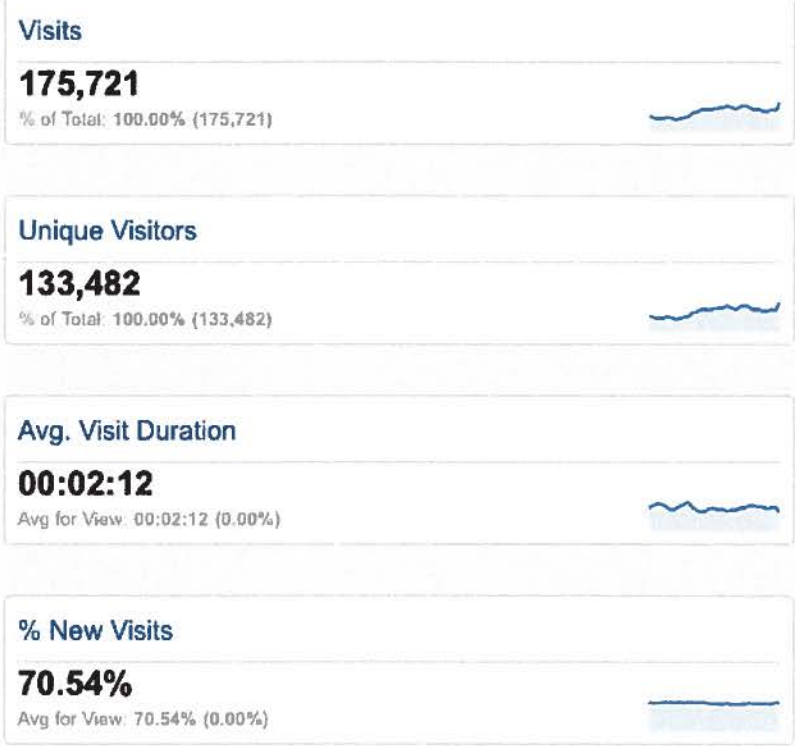 Visits
175,721
% of Total: 100.00% (175,721)
Unique Visitors
133,482
% of Total: 100.00% (133,482)
Avg. Visit Duration
00:02:12
Avg for View: 00:02:12 (0.00%)
% New Visits
70.54%
Avg for View: 70.54% (0.00%)